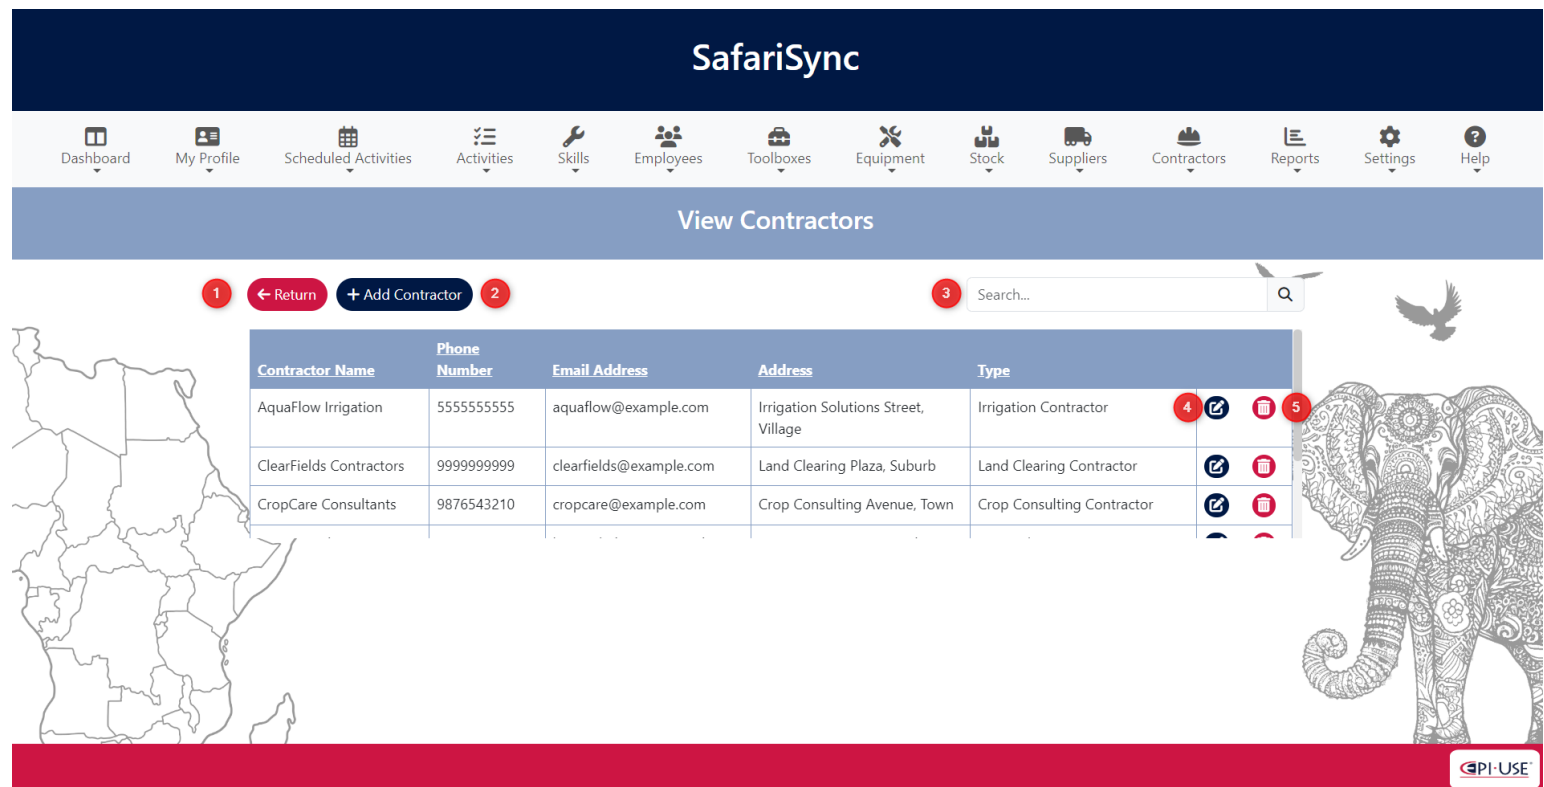 SafariSync
Dashboard My Profile Scheduled Activities Activities Skills Employees Toolboxes Equipment Stock Suppliers Contractors Reports Settings Help
View Contractors
1 Return + Add Contractor 2 3 Search...
Contractor Name Phone Number Email Address Address Type
AquaFlow Irrigation 5555555555 aquaflow@example.com Irrigation Solutions Street, Irrigation Contractor 4 5
Village
ClearFields Contractors 9999999999 clearfields@example.com Land Clearing Plaza, Suburb Land Clearing Contractor
CropCare Consultants 9876543210 cropcare@example.com Crop Consulting Avenue, Town Crop Consulting Contractor
EPI·USE